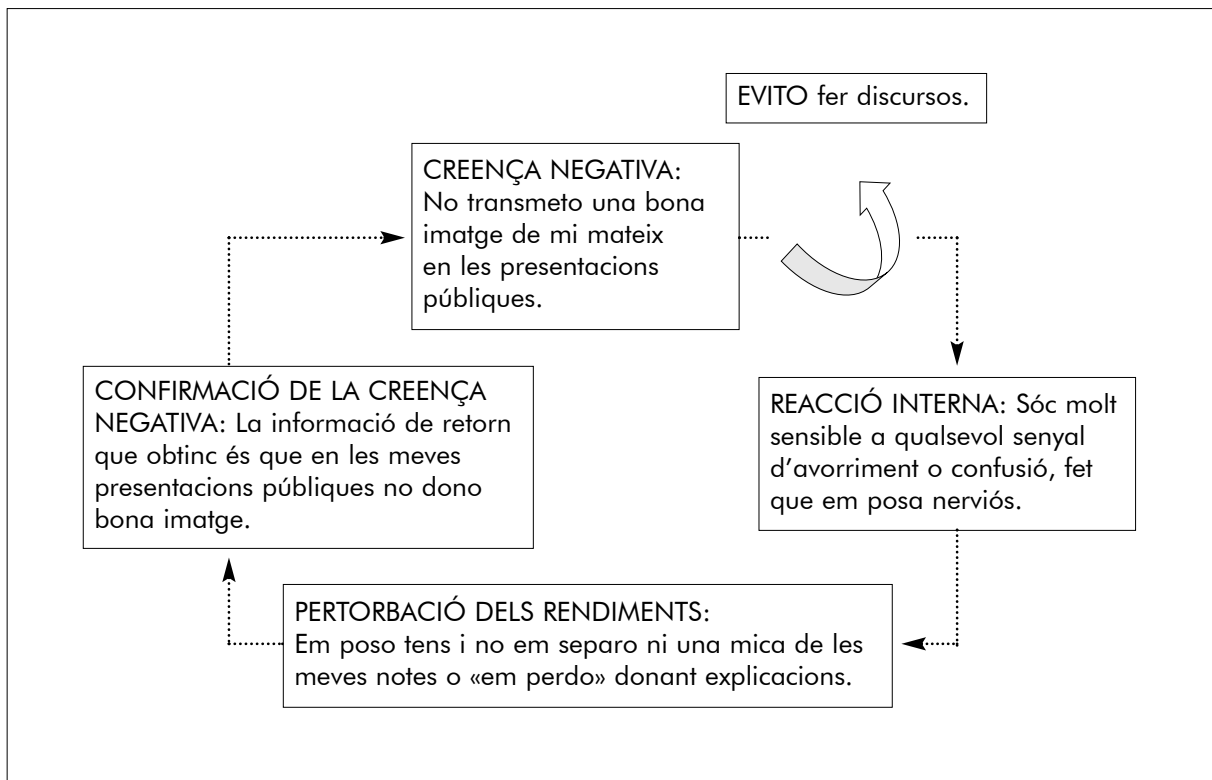 EVITO fer discursos.
CREENÇA NEGATIVA:
No transmeto una bona
imatge de mi mateix
en les presentacions
públiques.
CONFIRMACIÓ DE LA CREENÇA
NEGATIVA: La informació de retorn
que obtinc és que en les meves
presentacions públiques no dono
bona imatge.
REACCIÓ INTERNA: Sóc molt
sensible a qualsevol senyal
d’avorriment o confusió, fet
que em posa nerviós.
PERTORBACIÓ DELS RENDIMENTS:
Em poso tens i no em separo ni una mica de les
meves notes o «em perdo» donant explicacions.